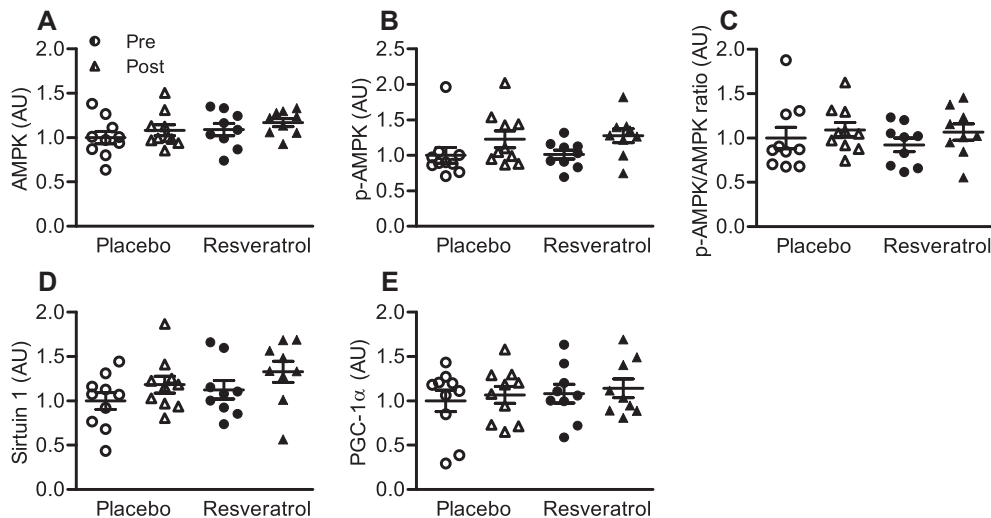 A
B
C
Pre
Post
AMPK (AU)
2.0
1.5
1.0
0.5
0.0
Placebo
Resveratrol
p-AMPK (AU)
2.5
2.0
1.5
1.0
0.5
0.0
Placebo
Resveratrol
p-AMPK/AMPK ratio (AU)
2.0
1.5
1.0
0.5
0.0
Placebo
Resveratrol
D
E
Sirtuin 1 (AU)
2.0
1.5
1.0
0.5
0.0
Placebo
Resveratrol
PGC-1α (AU)
2.0
1.5
1.0
0.5
0.0
Placebo
Resveratrol